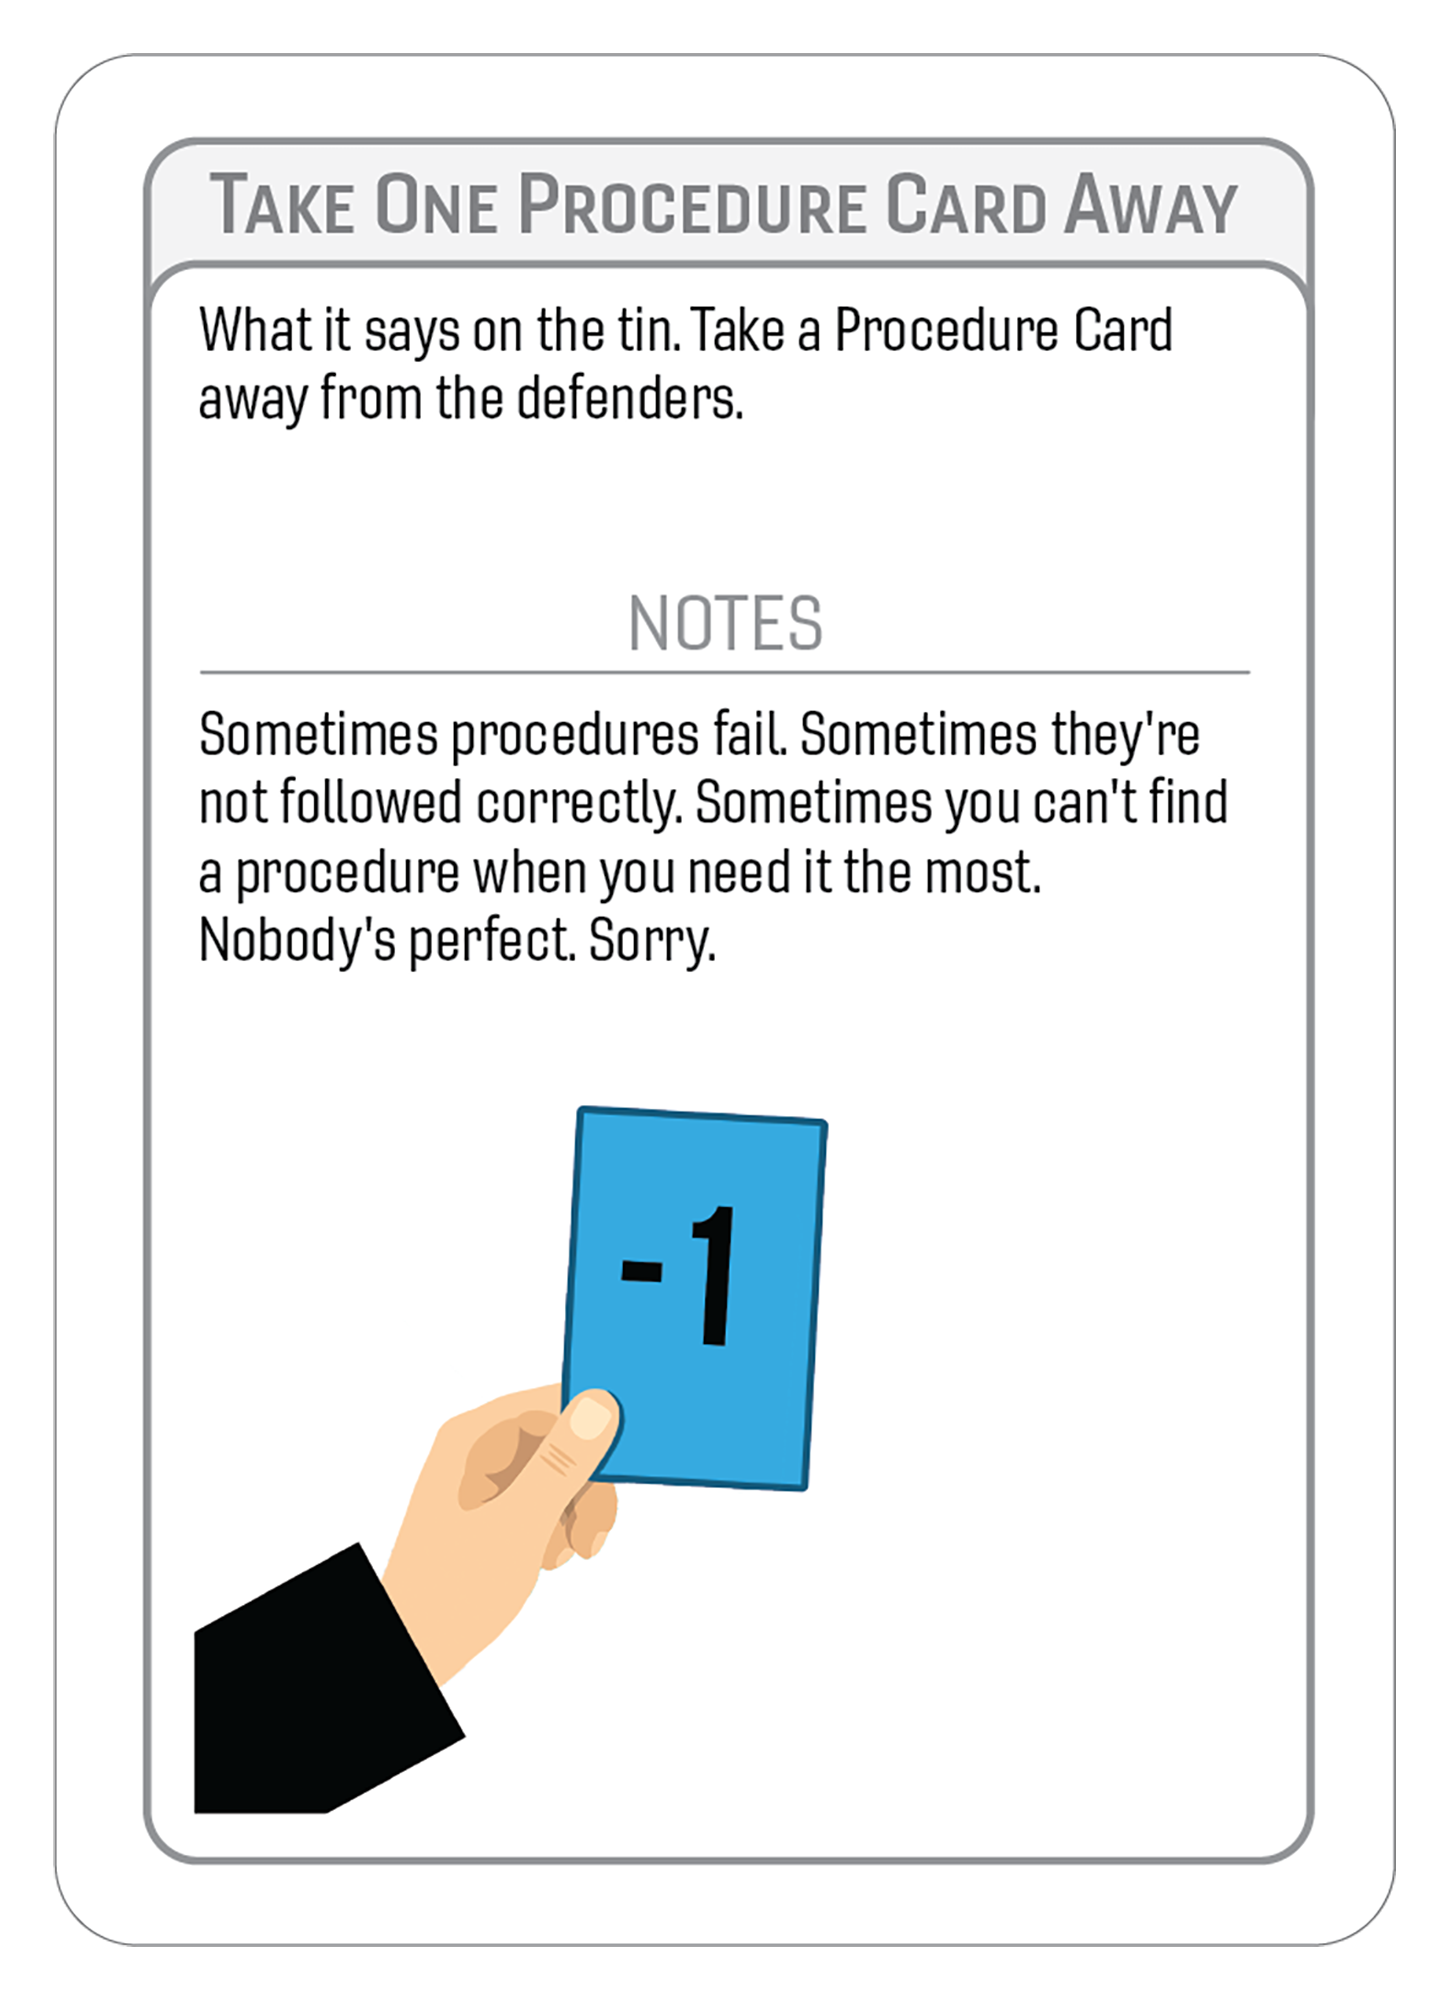 Take One Procedure Card Away
What it says on the tin. Take a Procedure Card
away from the defenders.
NOTES
Sometimes procedures fail. Sometimes they're
not followed correctly. Sometimes you can't find
a procedure when you need it the most.
Nobody's perfect. Sorry.
-1